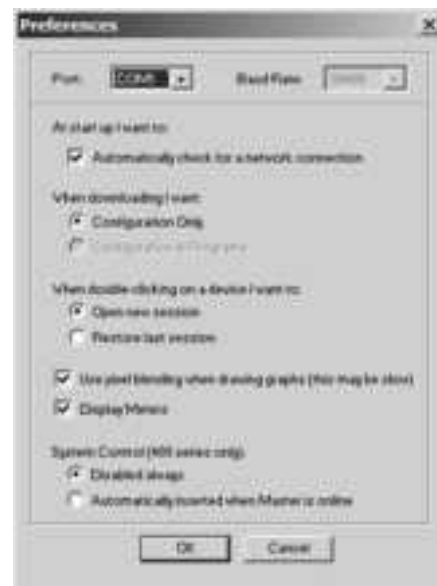 Preferences
Port: Baud Rate:
At start up I want to:
Automatically check for a network connection
When downloading I want:
Configuration Only
When double-clicking on a device I want to:
Open new session
Restore last session
Use pixel blending when drawing graphs (this may be slow)
Display Meters
System Control series only)
Disabled always
Automatically inserted when Master is online
OK Cancel